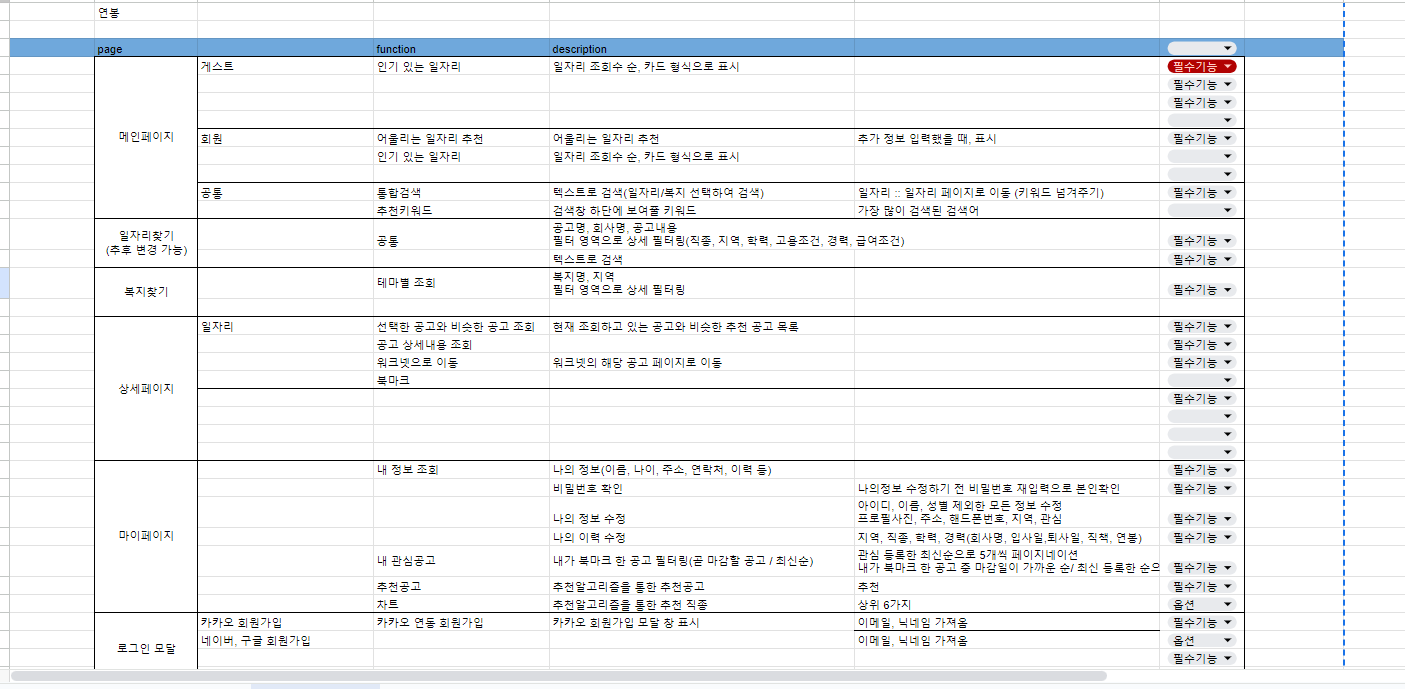 연봉
page function description
게스트 인기 있는 일자리 일자리 조회수 순, 카드 형식으로 표시 필수기능
필수기능
필수기능
메인페이지
회원 어울리는 일자리 추천 어울리는 일자리 추천 추가 정보 입력했을 때, 표시 필수기능
인기 있는 일자리 일자리 조회수 순, 카드 형식으로 표시
공통 통합검색 텍스트로 검색(일자리/복지 선택하여 검색) 일자리 :: 일자리 페이지로 이동 (키워드 넘겨주기) 필수기능
추천키워드 검색창 하단에 보여줄 키워드 가장 많이 검색된 검색어
일자리찾기
(추후 변경 가능)
공통
공고명, 회사명, 공고내용
필터 영역으로 상세 필터링(직종, 지역, 학력, 고용조건, 경력, 급여조건) 필수기능
텍스트로 검색 필수기능
복지찾기
테마별 조회
복지명, 지역
필터 영역으로 상세 필터링 필수기능
일자리 선택한 공고와 비슷한 공고 조회 현재 조회하고 있는 공고와 비슷한 추천 공고 목록 필수기능
공고 상세내용 조회 필수기능
워크넷으로 이동 워크넷의 해당 공고 페이지로 이동 필수기능
북마크
상세페이지
필수기능
내 정보 조회 나의 정보(이름, 나이, 주소, 연락처, 이력 등) 필수기능
비밀번호 확인 나의정보 수정하기 전 비밀번호 재입력으로 본인확인 필수기능
나의 정보 수정
아이디, 이름, 성별 제외한 모든 정보 수정
프로필사진, 주소, 핸드폰번호, 지역, 관심 필수기능
마이페이지
나의 이력 수정 지역, 직종, 학력, 경력(회사명, 입사일,퇴사일, 직책, 연봉) 필수기능
내 관심공고 내가 북마크 한 공고 필터링(곧 마감할 공고 / 최신순)
관심 등록한 최신순으로 5개씩 페이지네이션
내가 북마크 한 공고 중 마감일이 가까운 순/ 최신 등록한 순으 필수기능
추천공고 추천알고리즘을 통한 추천공고 추천 필수기능
차트 추천알고리즘을 통한 추천 직종 상위 6가지 옵션
로그인 모달
카카오 회원가입 카카오 연동 회원가입 카카오 회원가입 모달 창 표시 이메일, 닉네임 가져옴 필수기능
네이버, 구글 회원가입 이메일, 닉네임 가져옴 옵션
필수기능